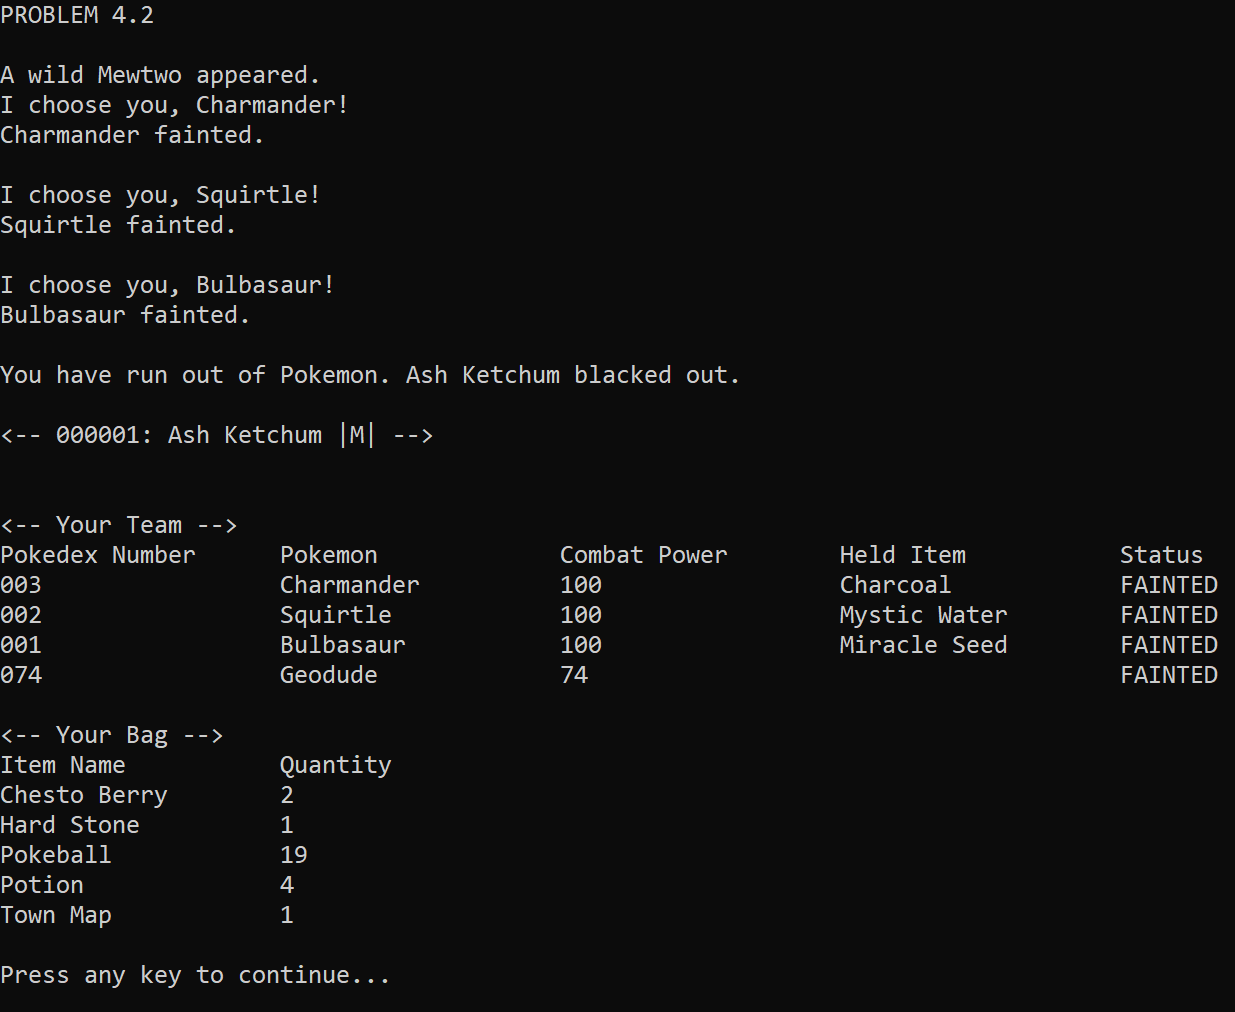 PROBLEM 4.2
A wild Mewtwo appeared.
I choose you, Charmander!
Charmander fainted.
I choose you, Squirtle!
Squirtle fainted.
I choose you, Bulbasaur!
Bulbasaur fainted.
You have run out of Pokemon. Ash Ketchum blacked out.
<-- 000001: Ash Ketchum |M| -->
<-- Your Team -->
Pokedex Number Pokemon Combat Power Held Item Status
003 Charmander 100 Charcoal FAINTED
002 Squirtle 100 Mystic Water FAINTED
001 Bulbasaur 100 Miracle Seed FAINTED
074 Geodude 74 FAINTED
<-- Your Bag -->
Item Name Quantity
Chesto Berry 2
Hard Stone 1
Pokeball 19
Potion 4
Town Map 1
Press any key to continue...